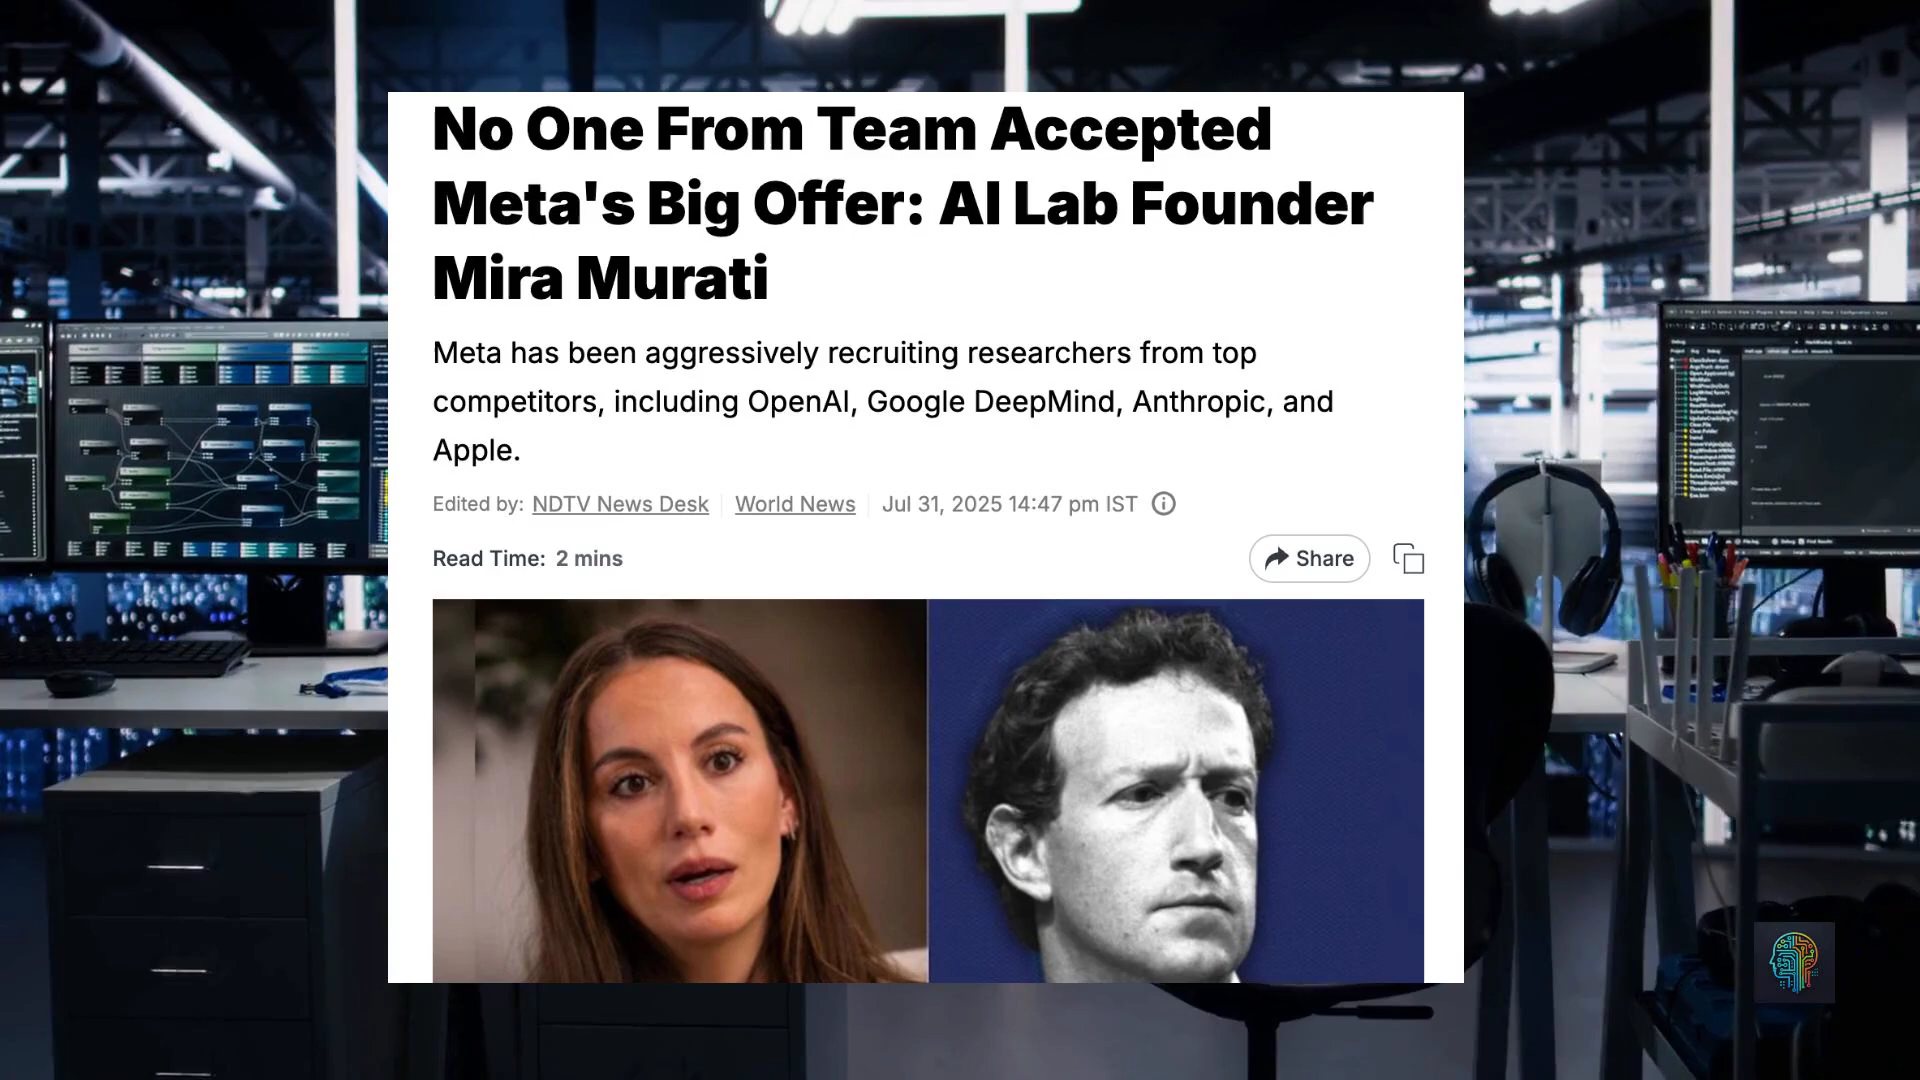 No One From Team Accepted
Meta's Big Offer: AI Lab Founder
Mira Murati
Meta has been aggressively recruiting researchers from top
competitors, including OpenAI, Google DeepMind, Anthropic, and
Apple.
Edited by: NDTV News Desk World News Jul 31, 2025 14:47 pm IST
Read Time: 2 mins
Share